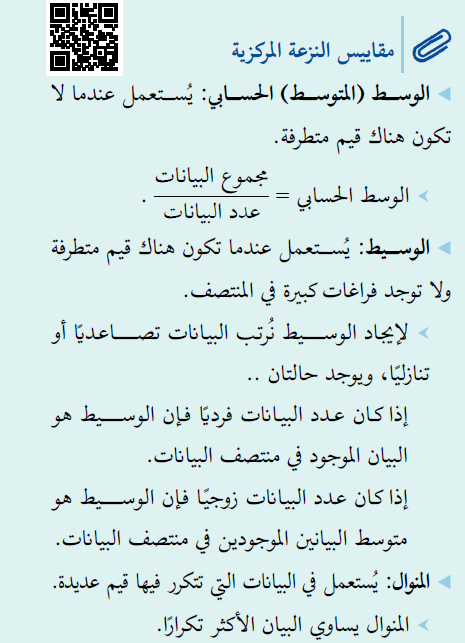 مقاييس النزعة المركزية
الوسط (المتوسط) الحسابي: يُستعمل عندما لا
تكون هناك قيم متطرفة.
الوسط الحسابي = مجموع البيانات / عدد البيانات .
الوسيط: يُستعمل عندما تكون هناك قيم متطرفة
ولا توجد فراغات كبيرة في المنتصف.
لإيجاد الوسيط نُرتب البيانات تصاعديًا أو
تنازليًا، ويوجد حالتان ..
إذا كان عدد البيانات فرديًا فإن الوسيط هو
البيان الموجود في منتصف البيانات.
إذا كان عدد البيانات زوجيًا فإن الوسيط هو
متوسط البيانين الموجودين في منتصف البيانات.
المنوال: يُستعمل في البيانات التي تتكرر فيها قيم عديدة.
المنوال يساوي البيان الأكثر تكرارًا.